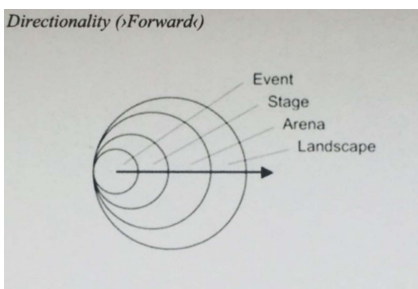 Directionality (›Forward‹)
Event
Stage
Arena
Landscape